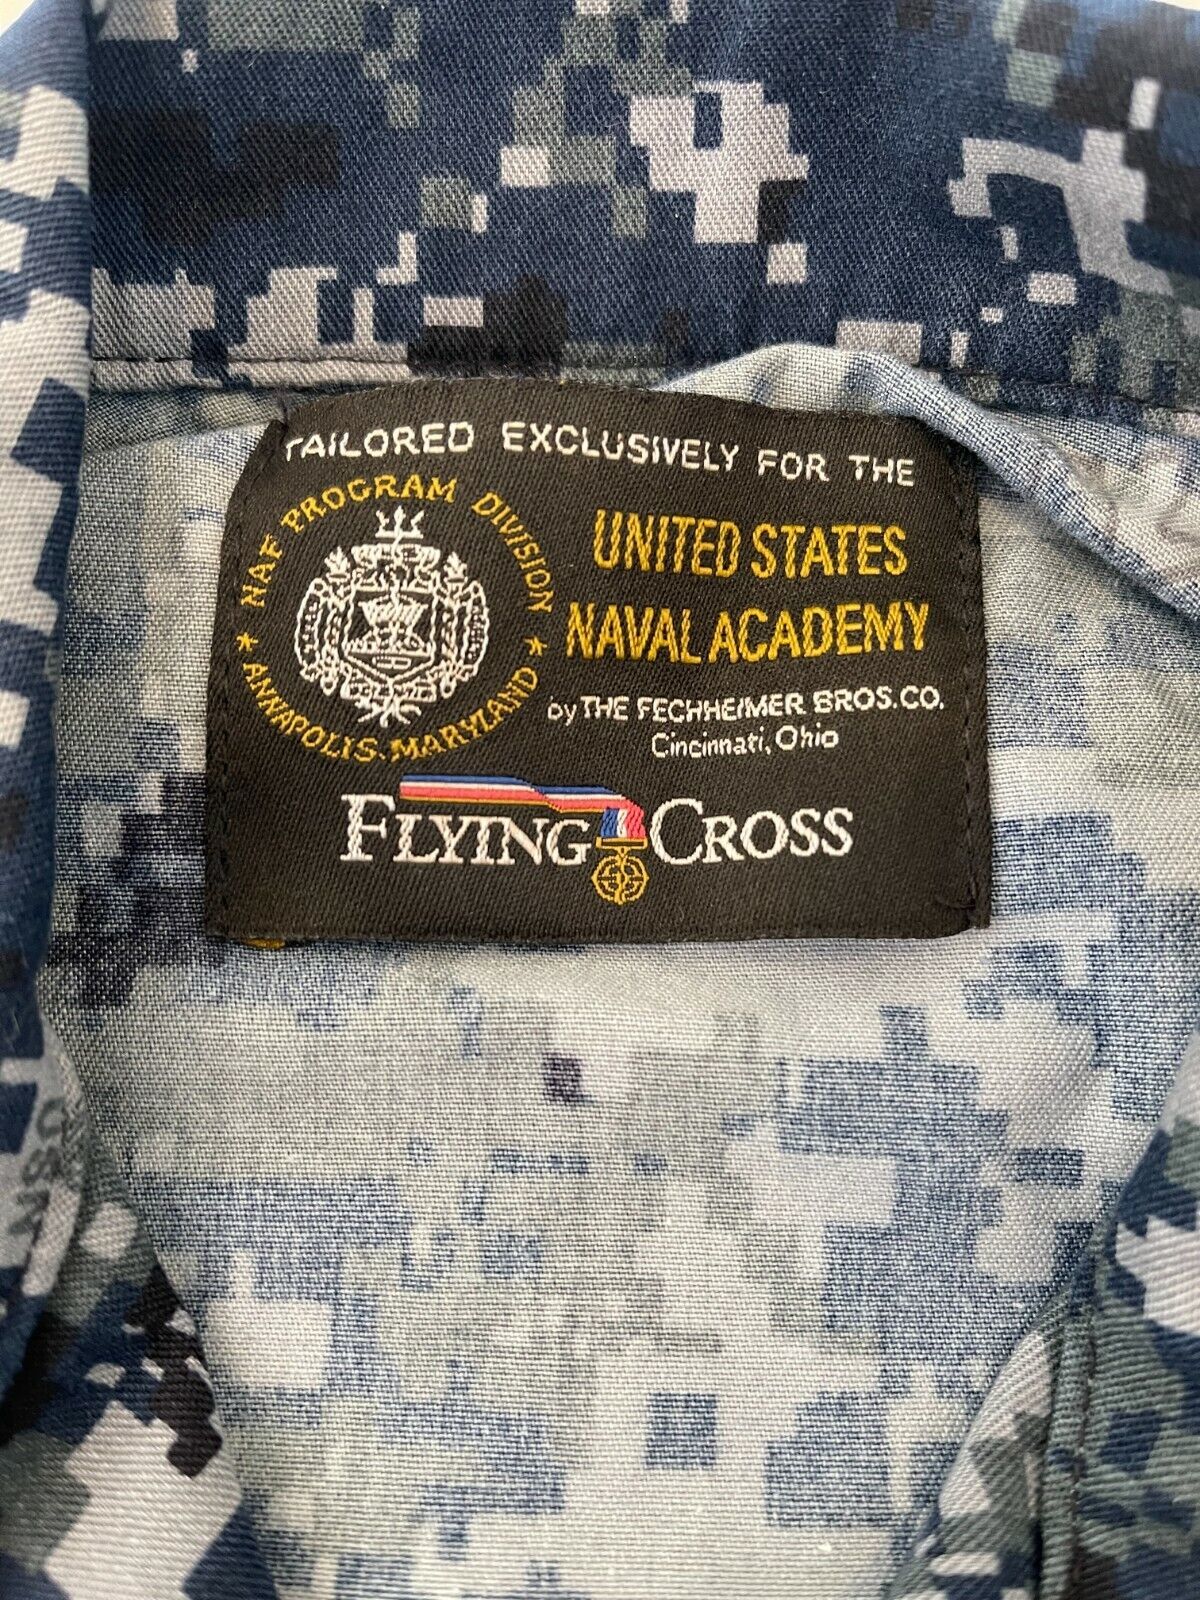 TAILORED EXCLUSIVELY FOR THE
NAF PROGRAM DIVISION
★ ANNAPOLIS, MARYLAND ★
UNITED STATES
NAVAL ACADEMY
by THE FECHHEIMER BROS. CO.
Cincinnati, Ohio
FLYING CROSS